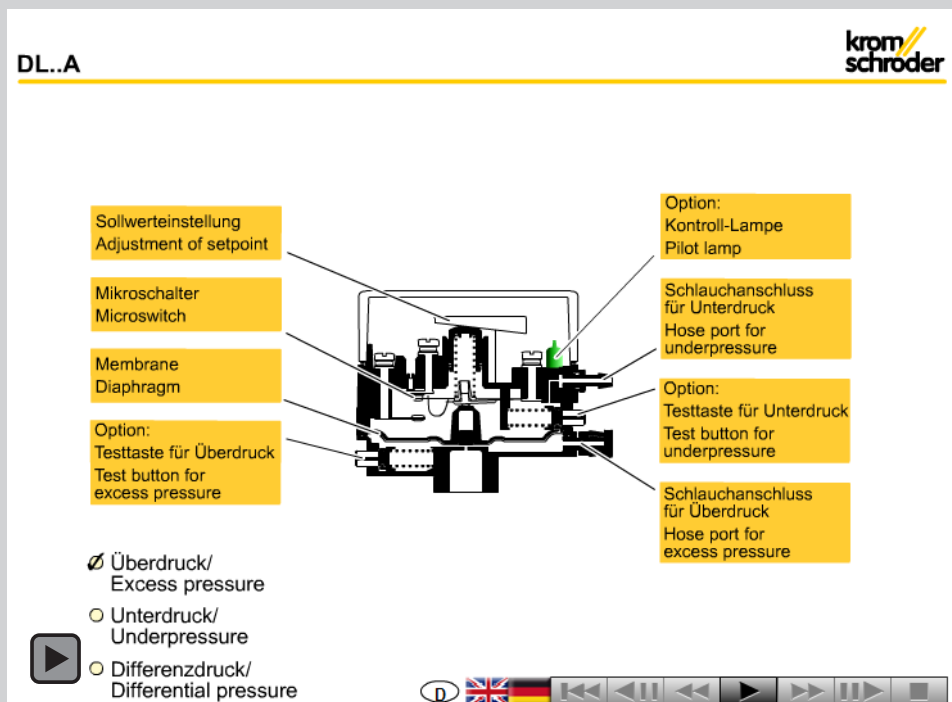 DL..A
krom
schroder
Sollwerteinstellung
Adjustment of setpoint
Mikroschalter
Microswitch
Membrane
Diaphragm
Option:
Testtaste für Überdruck
Test button for
excess pressure
Option:
Kontroll-Lampe
Pilot lamp
Schlauchanschluss
für Unterdruck
Hose port for
underpressure
Option:
Testtaste für Unterdruck
Test button for
underpressure
Schlauchanschluss
für Überdruck
Hose port for
excess pressure
Überdruck/
Excess pressure
Unterdruck/
Underpressure
Differenzdruck/
Differential pressure
D